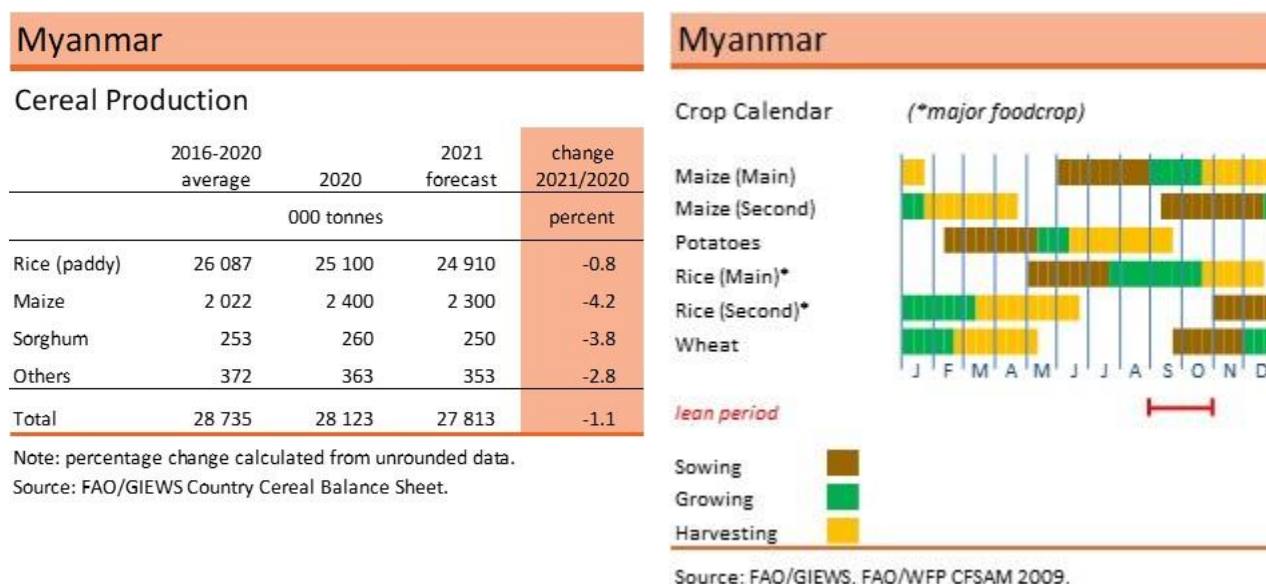 Myanmar
Cereal Production
2016-2020 2021 change
average 2020 forecast 2021/2020
000 tonnes percent
Rice (paddy) 26 087 25 100 24 910 -0.8
Maize 2 022 2 400 2 300 -4.2
Sorghum 253 260 250 -3.8
Others 372 363 353 -2.8
Total 28 735 28 123 27 813 -1.1
Note: percentage change calculated from unrounded data.
Source: FAO/GIEWS Country Cereal Balance Sheet.
Myanmar
Crop Calendar (*major foodcrop)
Maize (Main)
Maize (Second)
Potatoes
Rice (Main)*
Rice (Second)*
Wheat
J F M A M J J A S O N D
lean period
Sowing
Growing
Harvesting
Source: FAO/GIEWS, FAO/WFP CFSAM 2009.